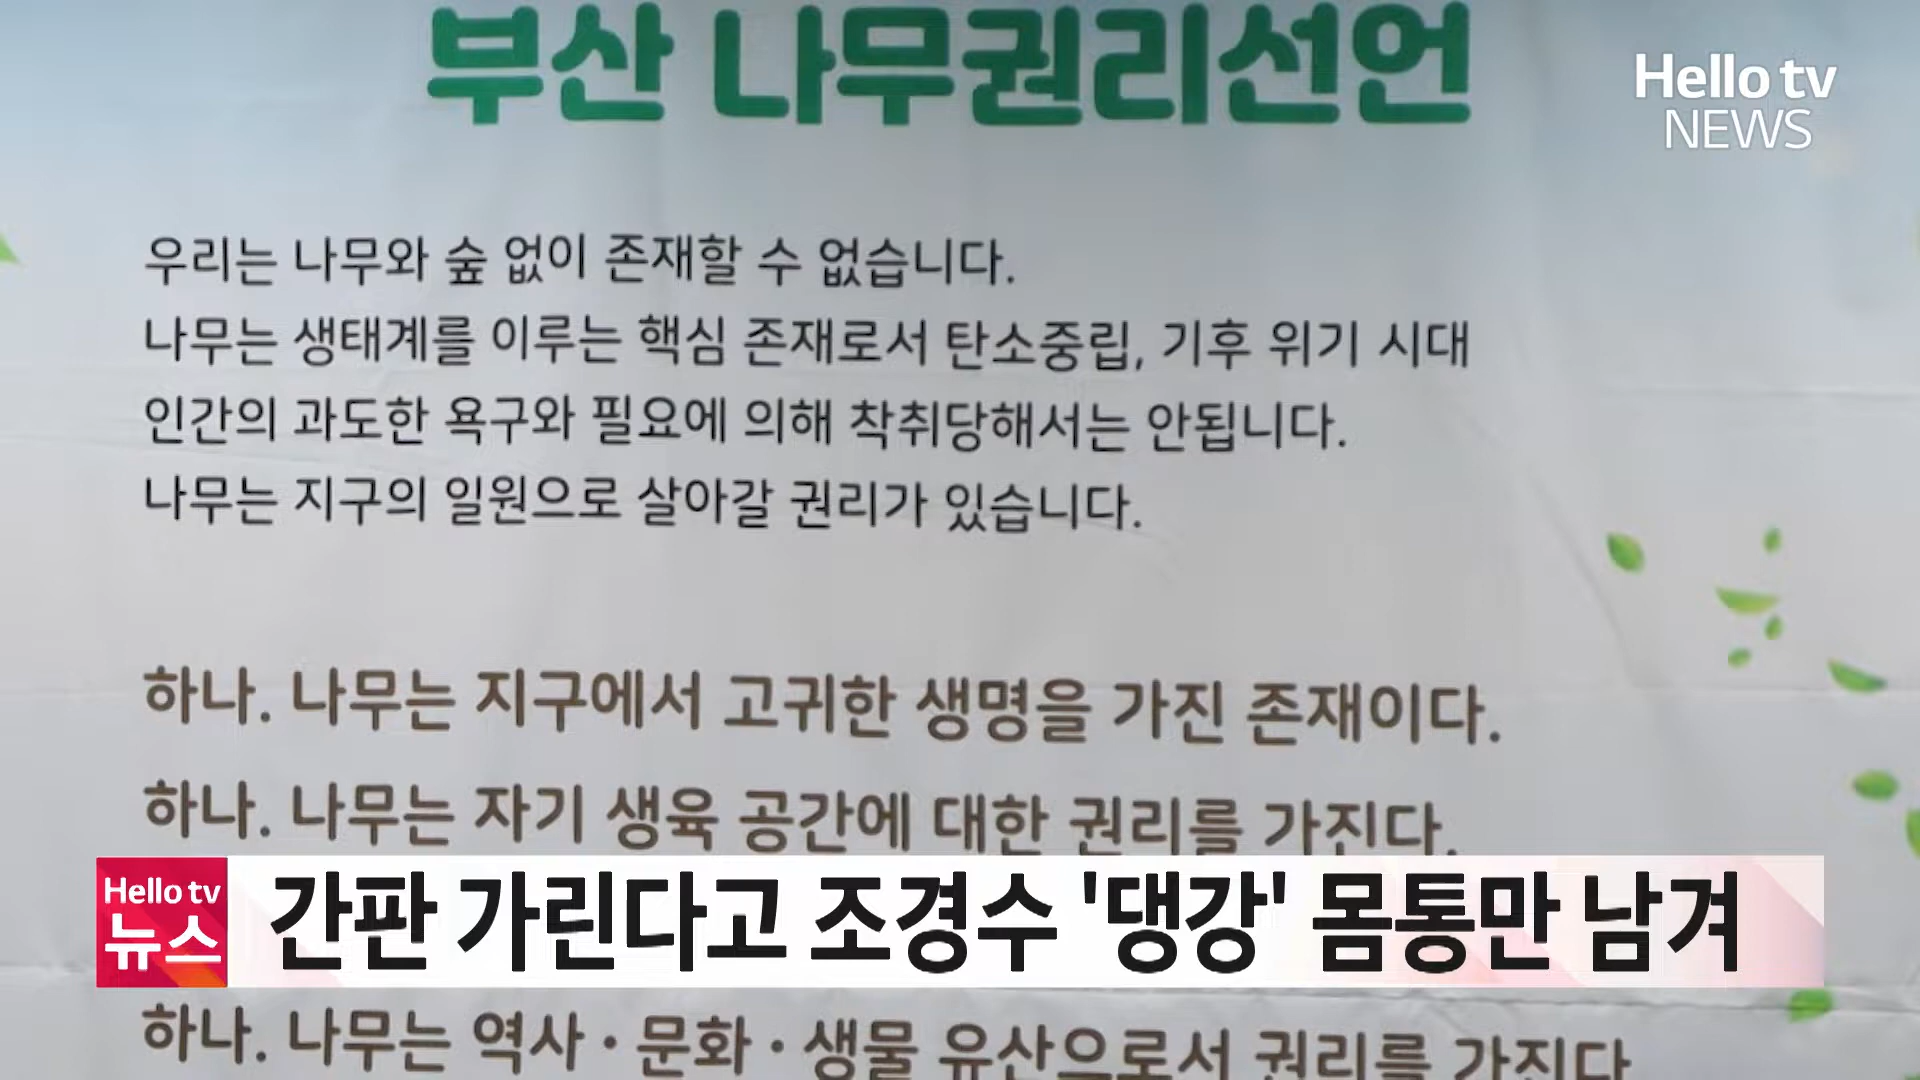 부산 나무권리선언
Hello tv
NEWS
우리는 나무와 숲 없이 존재할 수 없습니다.
나무는 생태계를 이루는 핵심 존재로서 탄소중립, 기후 위기 시대
인간의 과도한 욕구와 필요에 의해 착취당해서는 안됩니다.
나무는 지구의 일원으로 살아갈 권리가 있습니다.
하나. 나무는 지구에서 고귀한 생명을 가진 존재이다.
하나. 나무는 자기 생육 공간에 대한 권리를 가진다.
Hello tv
뉴스
간판 가린다고 조경수 '댕강' 몸통만 남겨
하나. 나무는 역사·문화·생물 유산으로서 권리를 가진다